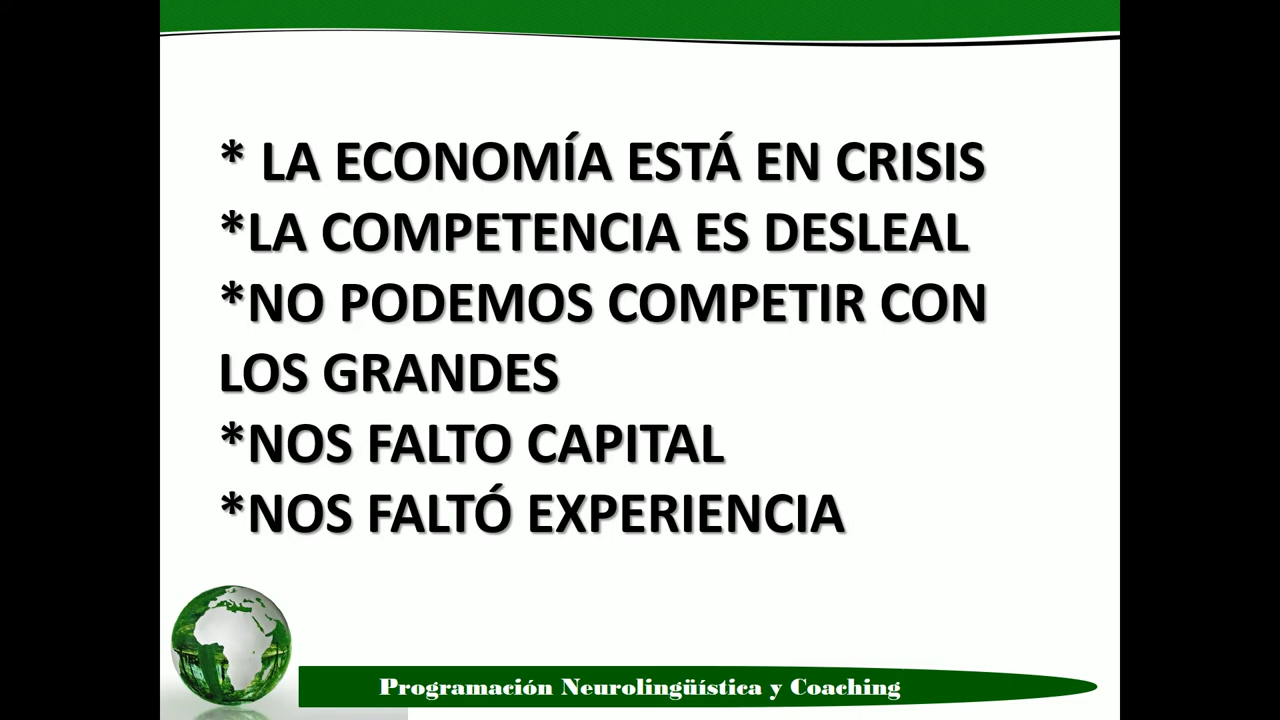 * LA ECONOMÍA ESTÁ EN CRISIS
*LA COMPETENCIA ES DESLEAL
*NO PODEMOS COMPETIR CON
LOS GRANDES
*NOS FALTO CAPITAL
*NOS FALTÓ EXPERIENCIA
Programación Neurolingüística y Coaching